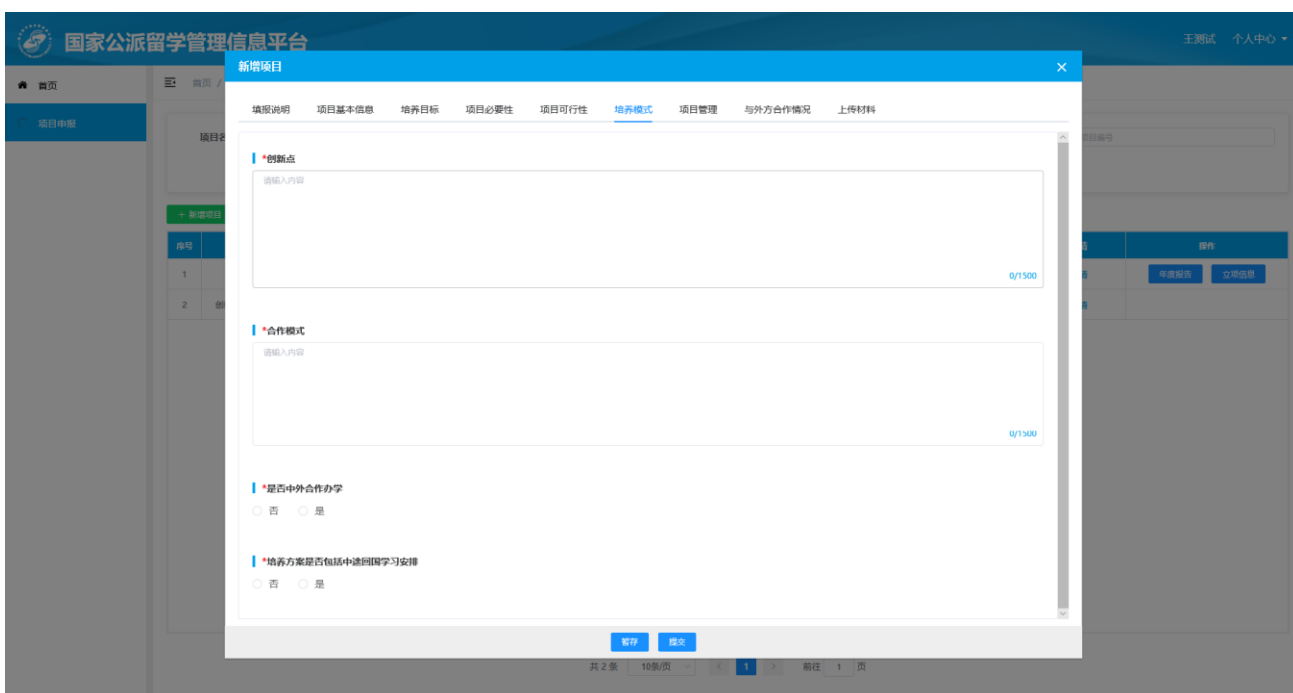 国家公派留学管理信息平台
王测试 个人中心
首页
首页 /
项目申报
新增项目
填报说明 项目基本信息 培养目标 项目必要性 项目可行性 培养模式 项目管理 与外方合作情况 上传材料
*创新点
请输入内容
0/1500
*合作模式
请输入内容
0/1500
*是否中外合作办学
否 是
*培养方案是否包括中途回国学习安排
否 是
暂存 提交
+ 新增项目
序号 操作
1 年度报告 立项信息
2
共 2 条 10条/页 < 1 > 前往 1 页